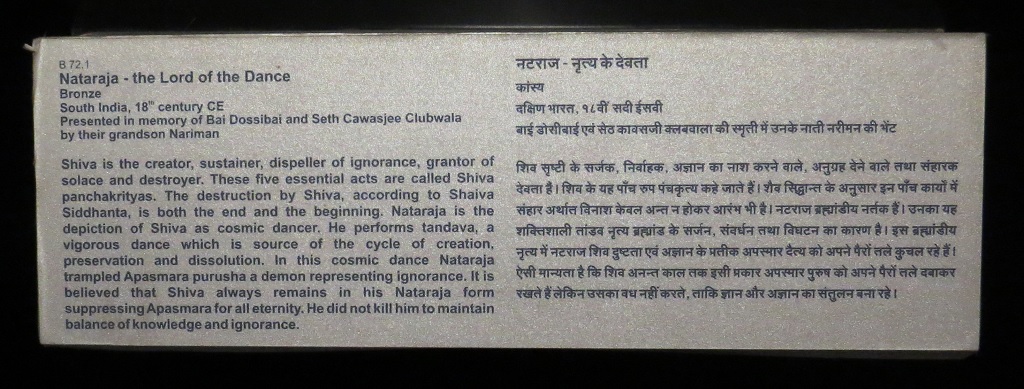 B 72.1
Nataraja - the Lord of the Dance
Bronze
South India, 18th century CE
Presented in memory of Bai Dossibai and Seth Cawasjee Clubwala
by their grandson Nariman
Shiva is the creator, sustainer, dispeller of ignorance, grantor of
solace and destroyer. These five essential acts are called Shiva
panchakrityas. The destruction by Shiva, according to Shaiva
Siddhanta, is both the end and the beginning. Nataraja is the
depiction of Shiva as cosmic dancer. He performs tandava, a
vigorous dance which is source of the cycle of creation,
preservation and dissolution. In this cosmic dance Nataraja
trampled Apasmara purusha a demon representing ignorance. It is
believed that Shiva always remains in his Nataraja form
suppressing Apasmara for all eternity. He did not kill him to maintain
balance of knowledge and ignorance.
नटराज - नृत्य के देवता
कांस्य
दक्षिण भारत, १८वीं सवी ईसवी
बाई डोसीबाई एवं सेठ कावसजी क्लबवाला की स्मृती में उनके नाती नरीमन की भेंट
शिव सृष्टी के सर्जक, निर्वाहक, अज्ञान का नाश करने वाले, अनुग्रह देने वाले तथा संहारक
देवता है। शिव के यह पाँच रुप पंचकृत्य कहे जाते हैं। शैव सिद्धान्त के अनुसार इन पाँच कार्यों में
संहार अर्थात विनाश केवल अन्त न होकर आरंभ भी है। नटराज ब्रह्मांडीय नर्तक हैं। उनका यह
शक्तिशाली तांडव नृत्य ब्रह्मांड के सर्जन, संवर्धन तथा विघटन का कारण है। इस ब्रह्मांडीय
नृत्य में नटराज शिव दुष्टता एवं अज्ञान के प्रतीक अपस्मार दैत्य को अपने पैरों तले कुचल रहे हैं।
ऐसी मान्यता है कि शिव अनन्त काल तक इसी प्रकार अपस्मार पुरुष को अपने पैरों तले दबाकर
रखते हैं लेकिन उसका वध नहीं करते, ताकि ज्ञान और अज्ञान का संतुलन बना रहे।